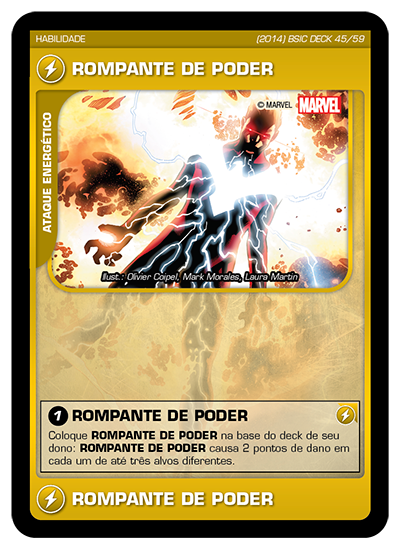 HABILIDADE
(2014) BSIC DECK 45/59
ROMPANTE DE PODER
ATAQUE ENERGÉTICO
© MARVEL MARVEL
Ilust.: Olivier Coipel, Mark Morales, Laura Martin
1 ROMPANTE DE PODER
Coloque ROMPANTE DE PODER na base do deck de seu
dono: ROMPANTE DE PODER causa 2 pontos de dano em
cada um de até três alvos diferentes.
ROMPANTE DE PODER